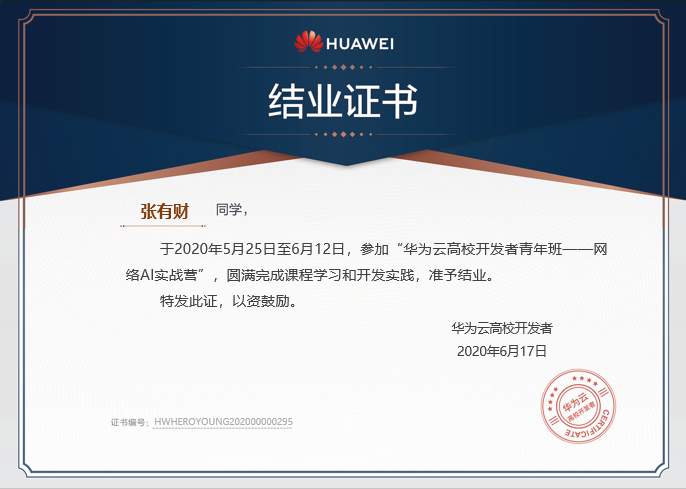 HUAWEI
结业证书
张有财 同学，
于2020年5月25日至6月12日，参加“华为云高校开发者青年班——网
络AI实战营”，圆满完成课程学习和开发实践，准予结业。
特发此证，以资鼓励。
华为云高校开发者
2020年6月17日
华为云
高校开发者
CERTIFICATE
证书编号：HWHEROYOUNG202000000295